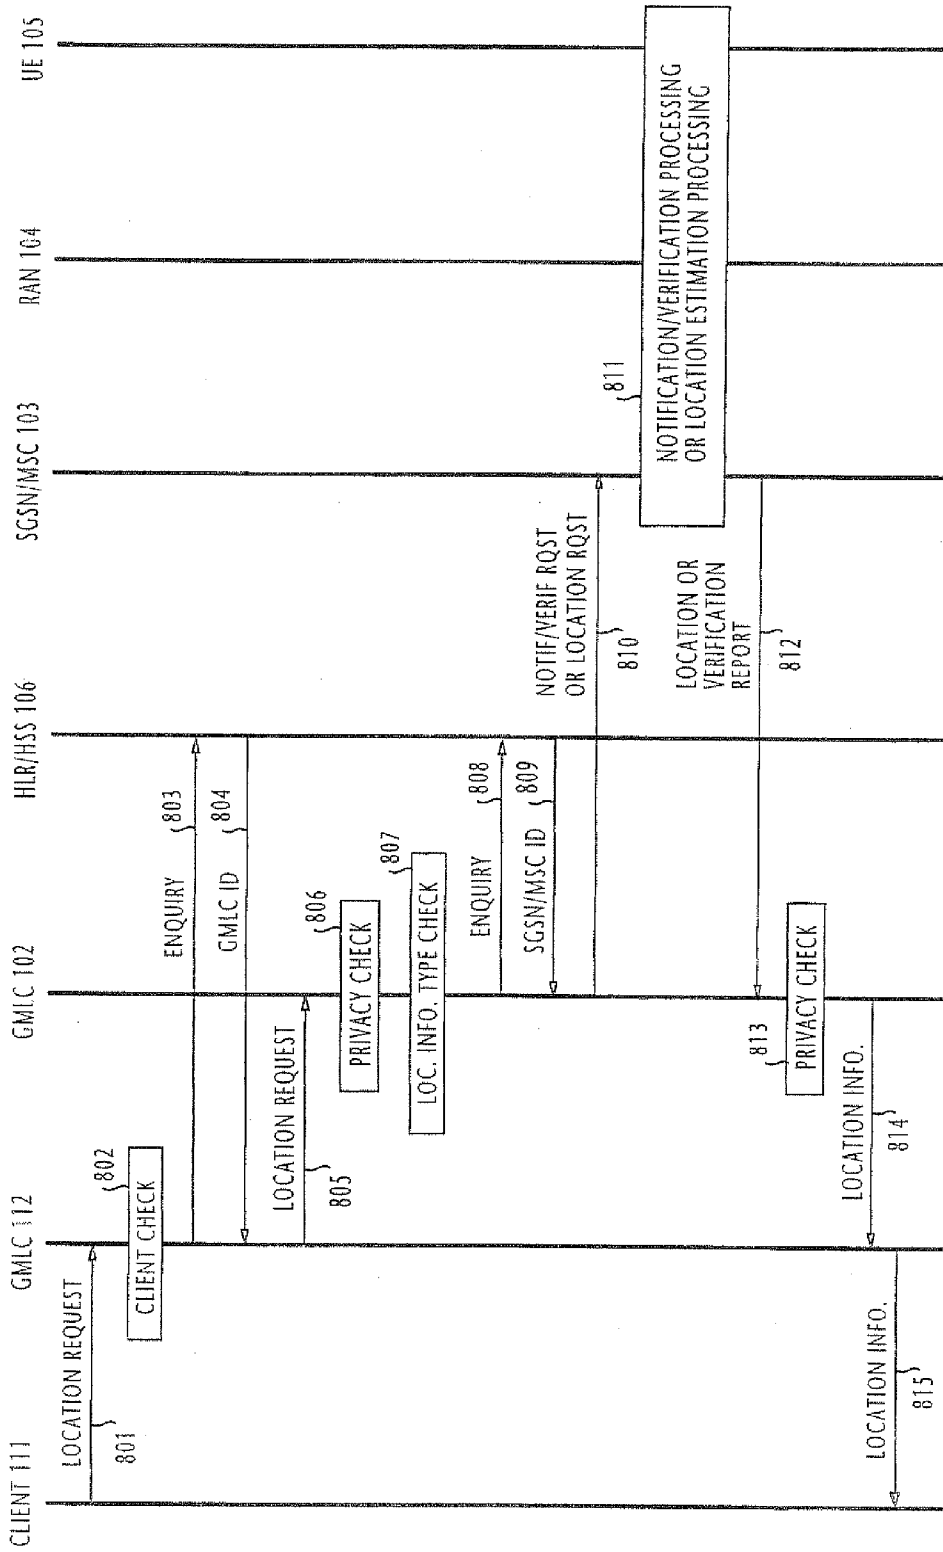 CLIENT 111
GMLC 112
GMLC 102
HLR/HSS 106
SGSN/MSC 103
RAN 104
UE 105
LOCATION REQUEST
801
802
CLIENT CHECK
ENQUIRY
803
GMLC ID
804
LOCATION REQUEST
805
806
PRIVACY CHECK
807
LOC. INFO. TYPE CHECK
ENQUIRY
808
SGSN/MSC ID
809
NOTIF/VERIF RQST
OR LOCATION RQST
810
811
NOTIFICATION/VERIFICATION PROCESSING
OR LOCATION ESTIMATION PROCESSING
LOCATION OR
VERIFICATION
REPORT
812
813
PRIVACY CHECK
LOCATION INFO.
814
LOCATION INFO.
815